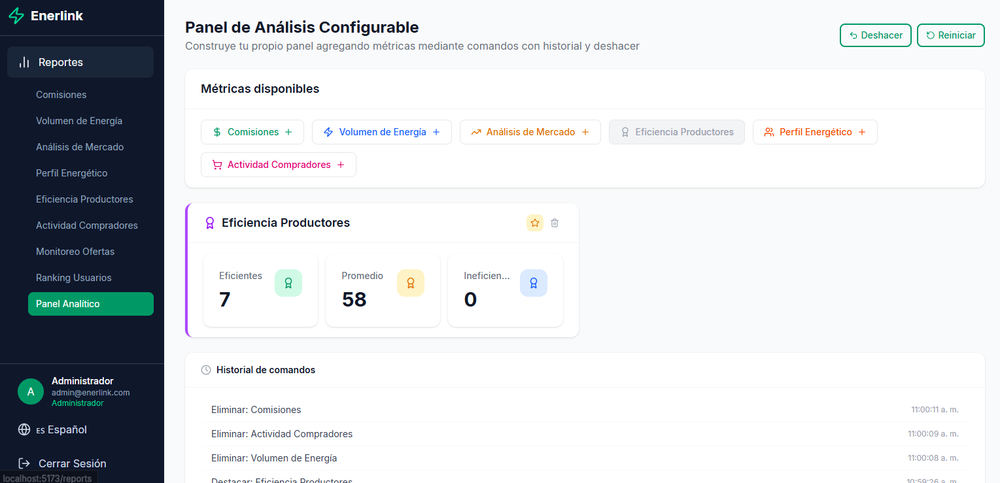 Enerlink
Reportes
Comisiones
Volumen de Energía
Análisis de Mercado
Perfil Energético
Eficiencia Productores
Actividad Compradores
Monitoreo Ofertas
Ranking Usuarios
Panel Analítico
A
Administrador
admin@enerlink.com
Administrador
ES Español
Cerrar Sesión
localhost:5173/reports
Panel de Análisis Configurable
Construye tu propio panel agregando métricas mediante comandos con historial y deshacer
Deshacer
Reiniciar
Métricas disponibles
Comisiones +
Volumen de Energía +
Análisis de Mercado +
Eficiencia Productores
Perfil Energético +
Actividad Compradores +
Eficiencia Productores
Eficientes
7
Promedio
58
Ineficien...
0
Historial de comandos
Eliminar: Comisiones 11:00:11 a. m.
Eliminar: Actividad Compradores 11:00:09 a. m.
Eliminar: Volumen de Energía 11:00:08 a. m.
Destacar: Eficiencia Productores 10:59:26 a. m.